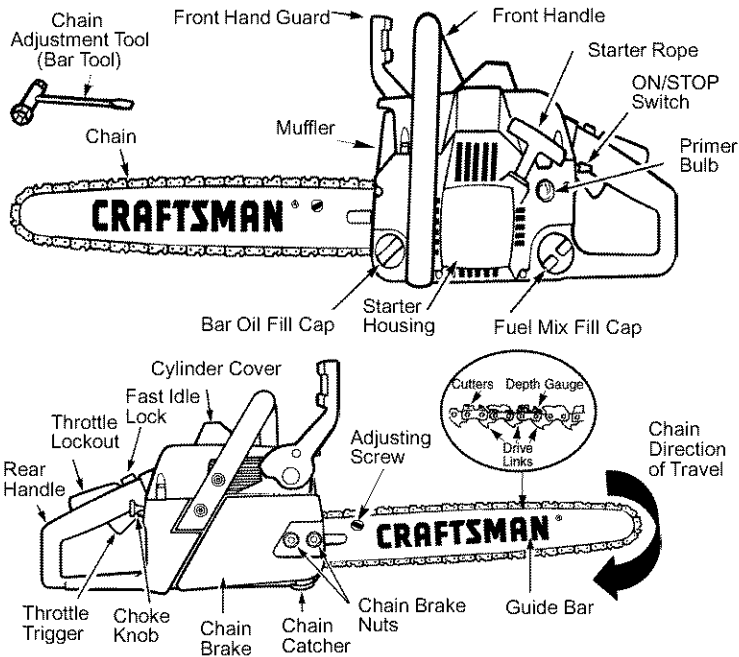 Chain
Adjustment Tool
(Bar Tool)
Front Hand Guard
Front Handle
Starter Rope
ON/STOP
Switch
Muffler
Primer
Bulb
Chain
CRAFTSMAN®
Bar Oil Fill Cap
Starter
Housing
Fuel Mix Fill Cap
Cylinder Cover
Fast Idle
Lock
Throttle
Lockout
Rear
Handle
Adjusting
Screw
Cutters
Depth Gauge
Drive
Links
Chain
Direction
of Travel
CRAFTSMAN®
Throttle
Trigger
Choke
Knob
Chain
Brake
Chain
Catcher
Chain Brake
Nuts
Guide Bar